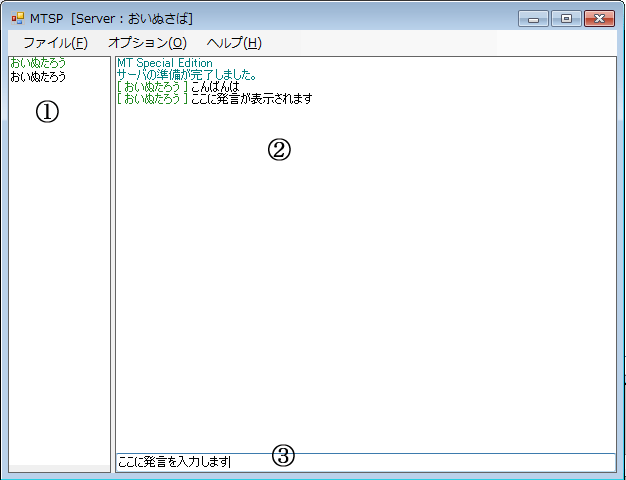 MTSP [Server : おいぬさば]
ファイル(F) オプション(O) ヘルプ(H)
おいぬたろう
おいぬたろう
①
MT Special Edition
サーバの準備が完了しました。
[ おいぬたろう ] こんばんは
[ おいぬたろう ] ここに発言が表示されます
②
ここに発言を入力します
③